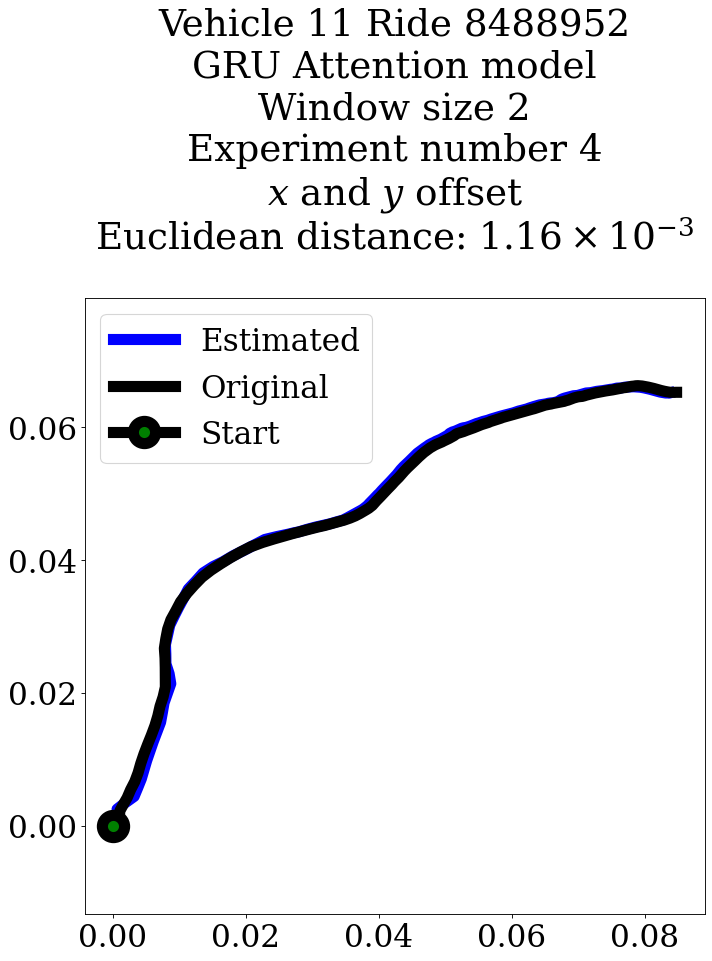 Vehicle 11 Ride 8488952
GRU Attention model
Window size 2
Experiment number 4
x and y offset
Euclidean distance: 1.16 × 10⁻³
Estimated
Original
Start
0.06
0.04
0.02
0.00
0.00 0.02 0.04 0.06 0.08